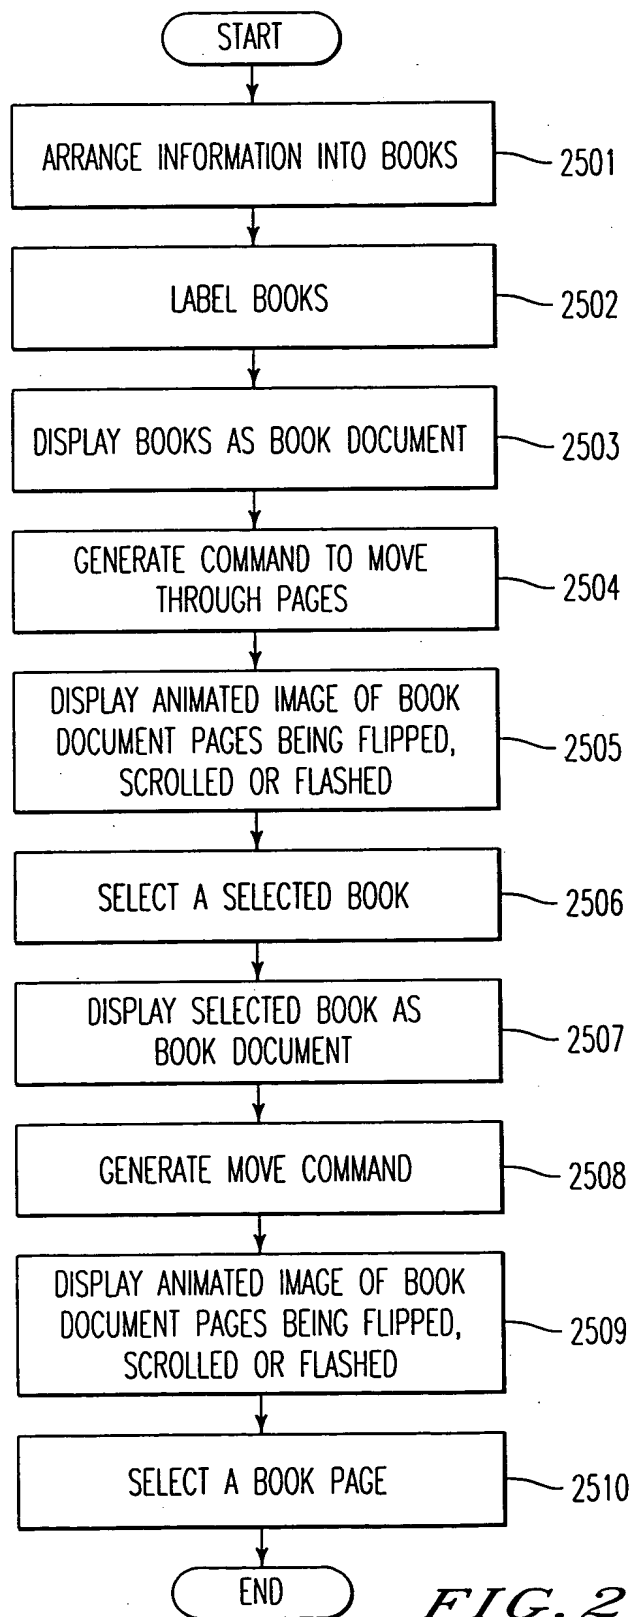 START
ARRANGE INFORMATION INTO BOOKS
2501
LABEL BOOKS
2502
DISPLAY BOOKS AS BOOK DOCUMENT
2503
GENERATE COMMAND TO MOVE
THROUGH PAGES
2504
DISPLAY ANIMATED IMAGE OF BOOK
DOCUMENT PAGES BEING FLIPPED,
SCROLLED OR FLASHED
2505
SELECT A SELECTED BOOK
2506
DISPLAY SELECTED BOOK AS
BOOK DOCUMENT
2507
GENERATE MOVE COMMAND
2508
DISPLAY ANIMATED IMAGE OF BOOK
DOCUMENT PAGES BEING FLIPPED,
SCROLLED OR FLASHED
2509
SELECT A BOOK PAGE
2510
END
FIG. 2